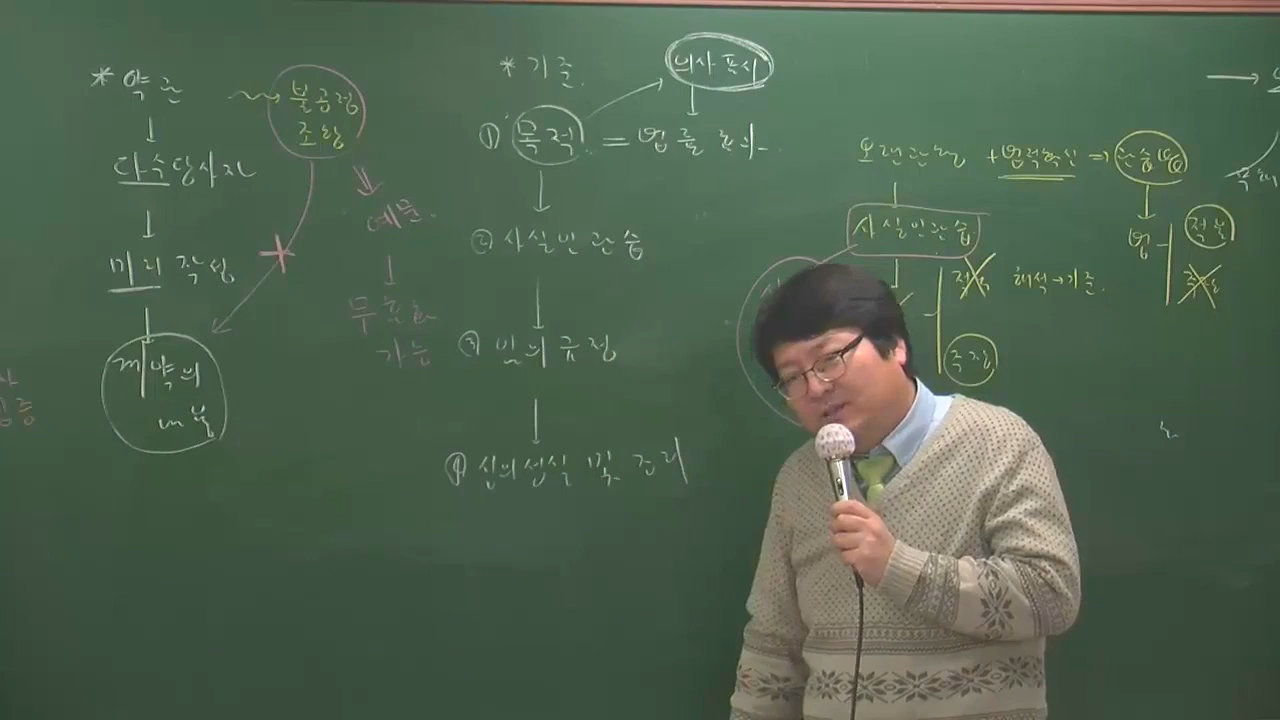 * 약관
불공정
조항
다수당사자
미리 작성
계약의
내용
예문
무효화
가능
* 기준
의사표시
① 목적 = 법률효과
② 사실인 관습
③ 임의규정
④ 신의성실 및 조리
오랜관행 + 법적확신 ⇒ 관습법
사실인관습
해석→기준
법
적용
주장